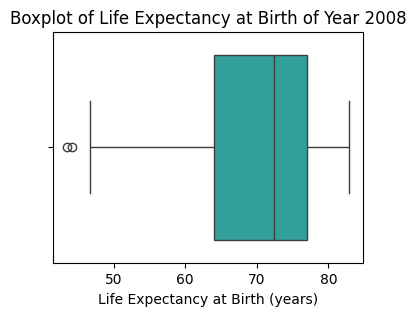 Boxplot of Life Expectancy at Birth of Year 2008
50 60 70 80
Life Expectancy at Birth (years)